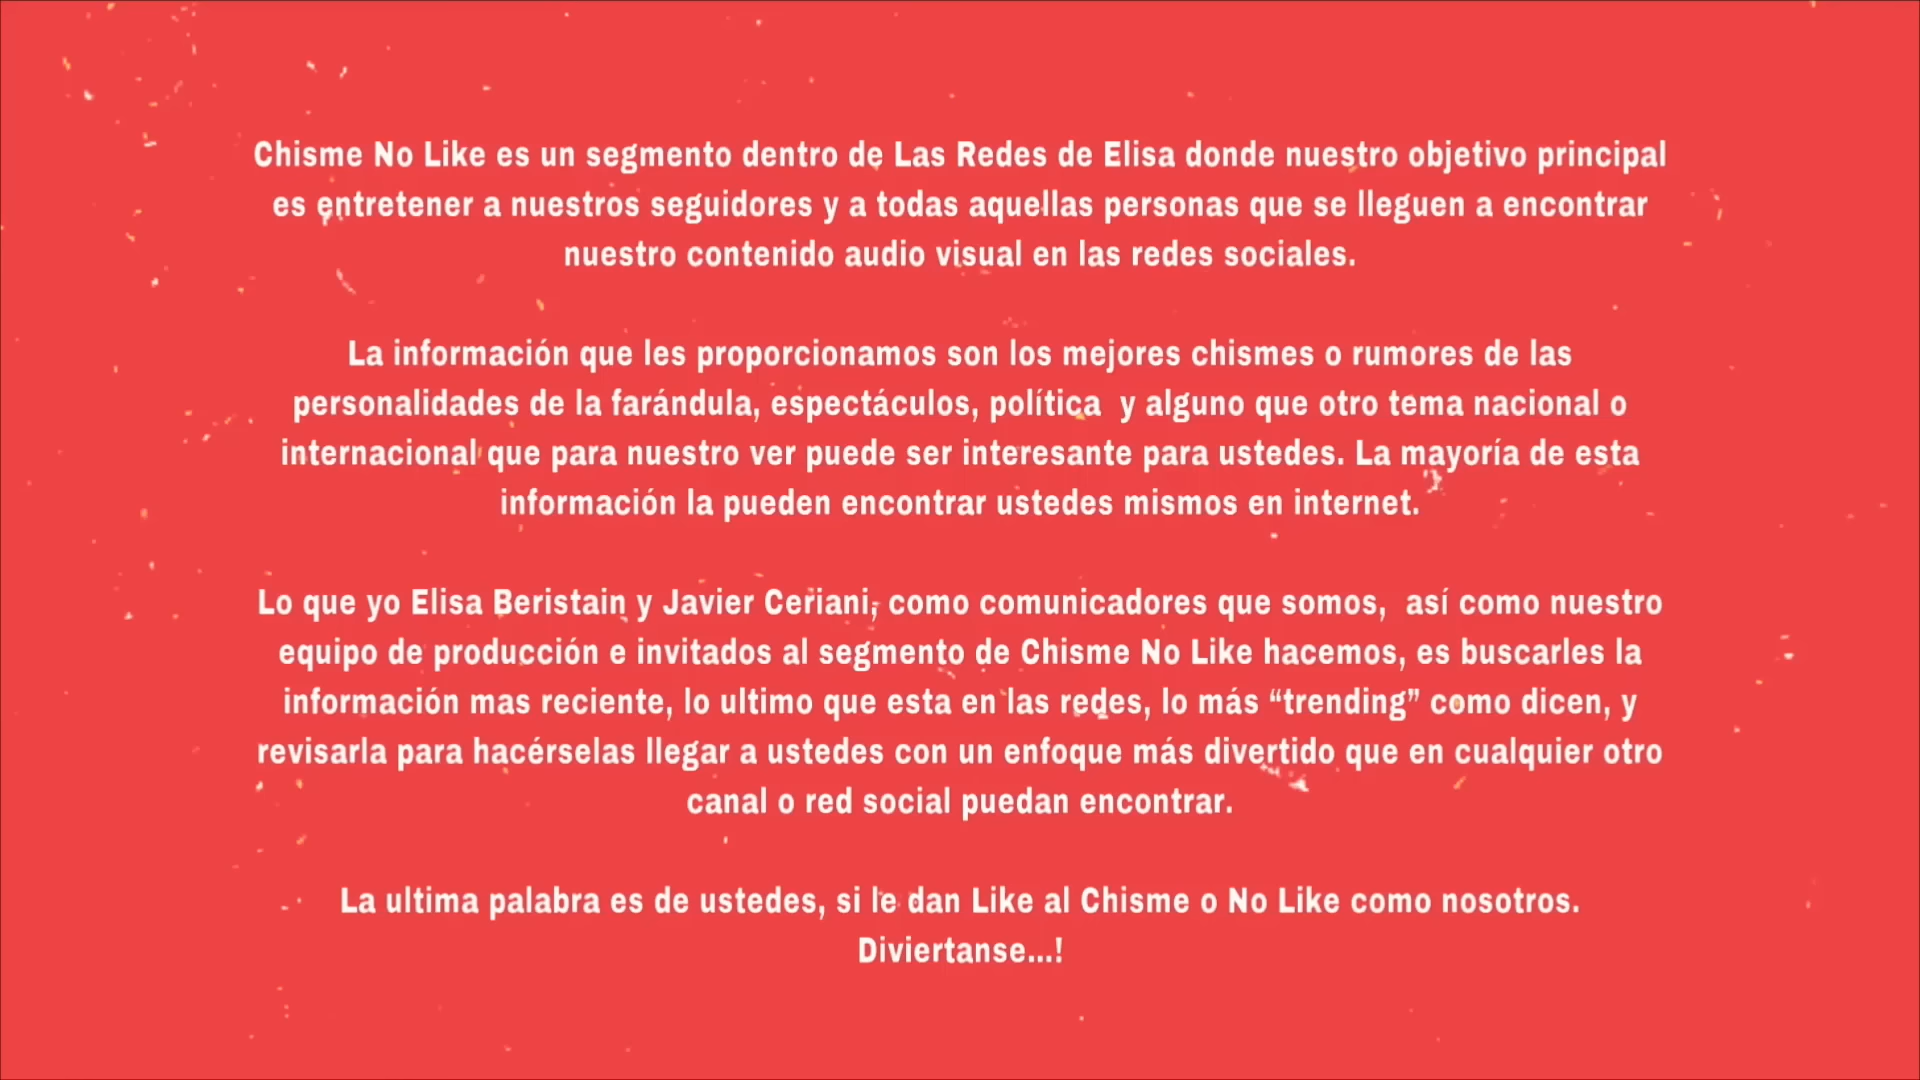 Chisme No Like es un segmento dentro de Las Redes de Elisa donde nuestro objetivo principal
es entretener a nuestros seguidores y a todas aquellas personas que se lleguen a encontrar
nuestro contenido audio visual en las redes sociales.
La información que les proporcionamos son los mejores chismes o rumores de las
personalidades de la farándula, espectáculos, política  y alguno que otro tema nacional o
internacional que para nuestro ver puede ser interesante para ustedes. La mayoría de esta
información la pueden encontrar ustedes mismos en internet.
Lo que yo Elisa Beristain y Javier Ceriani, como comunicadores que somos,  así como nuestro
equipo de producción e invitados al segmento de Chisme No Like hacemos, es buscarles la
información mas reciente, lo ultimo que esta en las redes, lo más “trending” como dicen, y
revisarla para hacérselas llegar a ustedes con un enfoque más divertido que en cualquier otro
canal o red social puedan encontrar.
La ultima palabra es de ustedes, si le dan Like al Chisme o No Like como nosotros.
Diviertanse...!